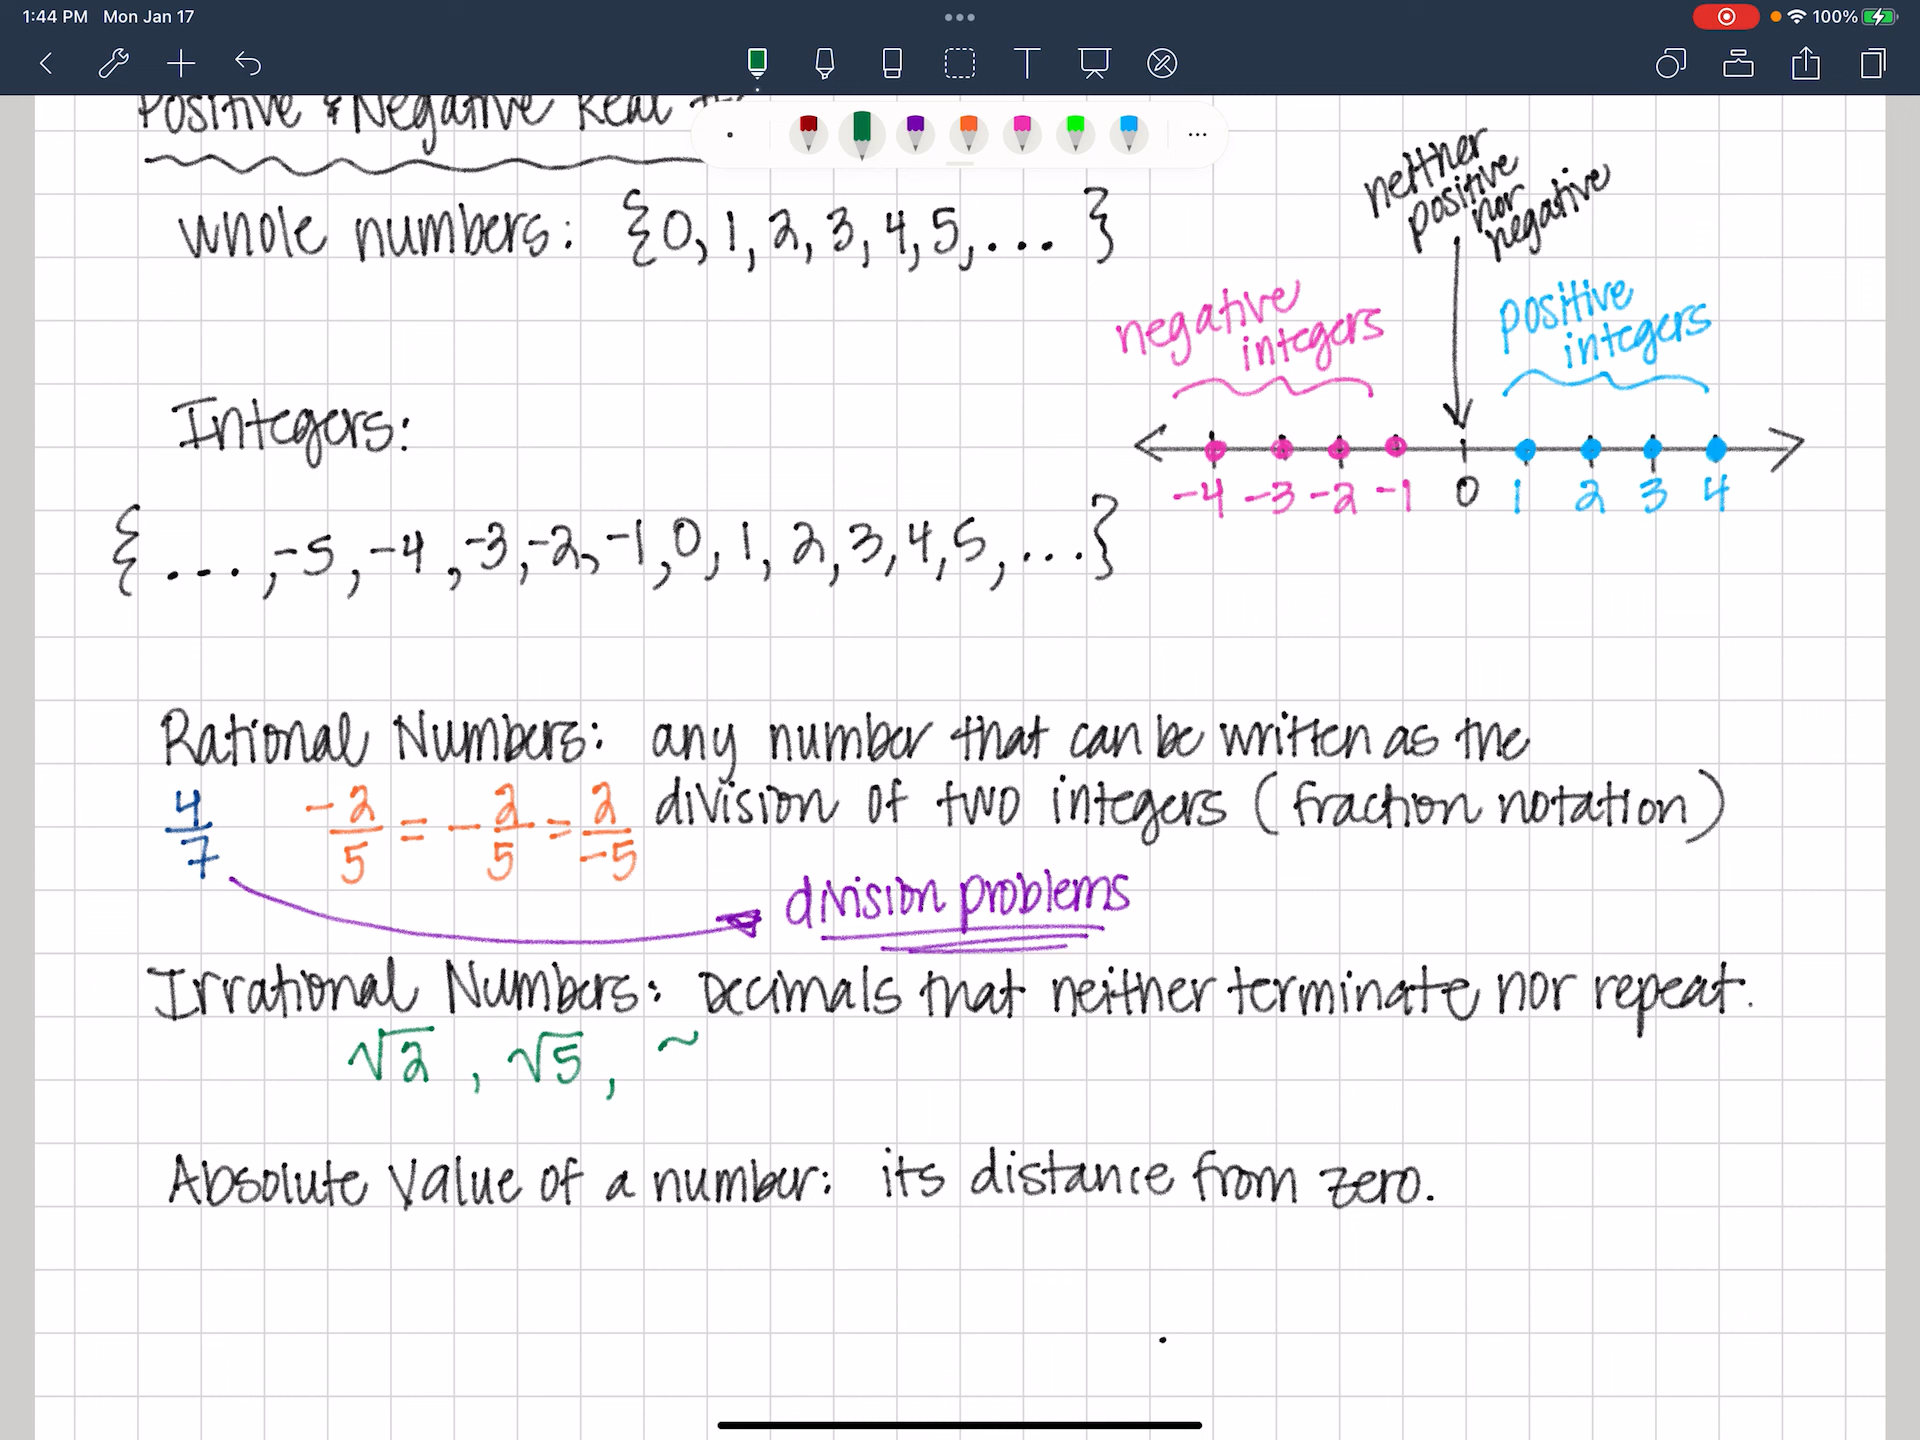 1:44 PM Mon Jan 17
100%
Positive & Negative Real
whole numbers: {0, 1, 2, 3, 4, 5, ... }
neither
positive
nor
negative
negative
integers
positive
integers
-4 -3 -2 -1 0 1 2 3 4
Integers:
{ ... , -5, -4, -3, -2, -1, 0, 1, 2, 3, 4, 5, ... }
Rational Numbers: any number that can be written as the
division of two integers (fraction notation)
4/7 -2/5 = -2/5 = 2/-5
division problems
Irrational Numbers: Decimals that neither terminate nor repeat.
√2 , √5 , ~
Absolute Value of a number: its distance from zero.